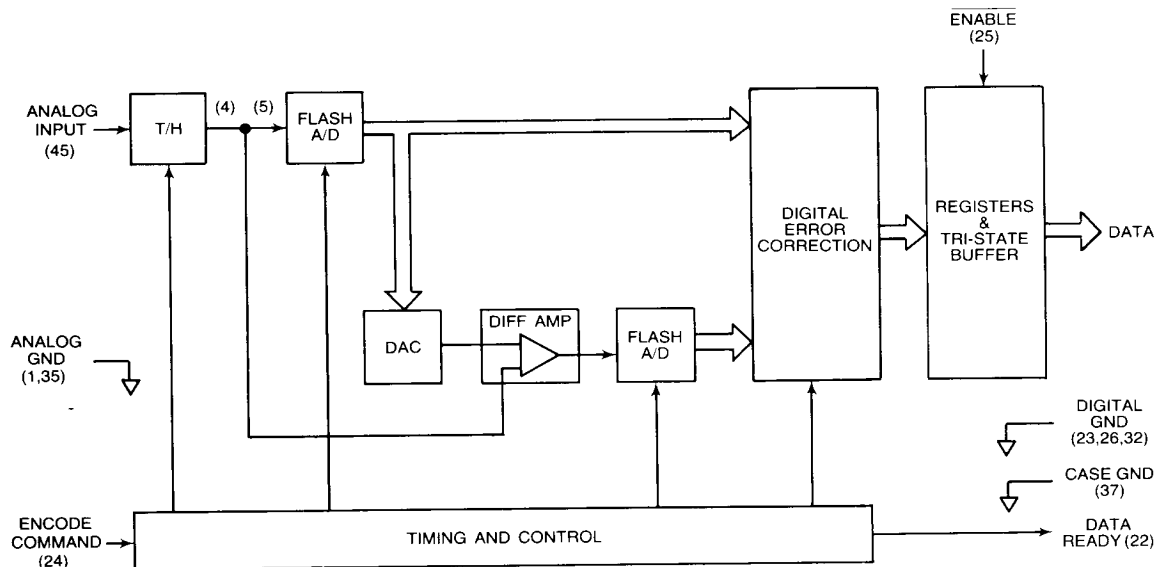 ENABLE
(25)
ANALOG
INPUT
(45)
T/H
(4)
(5)
FLASH
A/D
DIGITAL
ERROR
CORRECTION
REGISTERS
&
TRI-STATE
BUFFER
DATA
ANALOG
GND
(1,35)
DAC
DIFF AMP
FLASH
A/D
DIGITAL
GND
(23,26,32)
CASE GND
(37)
ENCODE
COMMAND
(24)
TIMING AND CONTROL
DATA
READY (22)